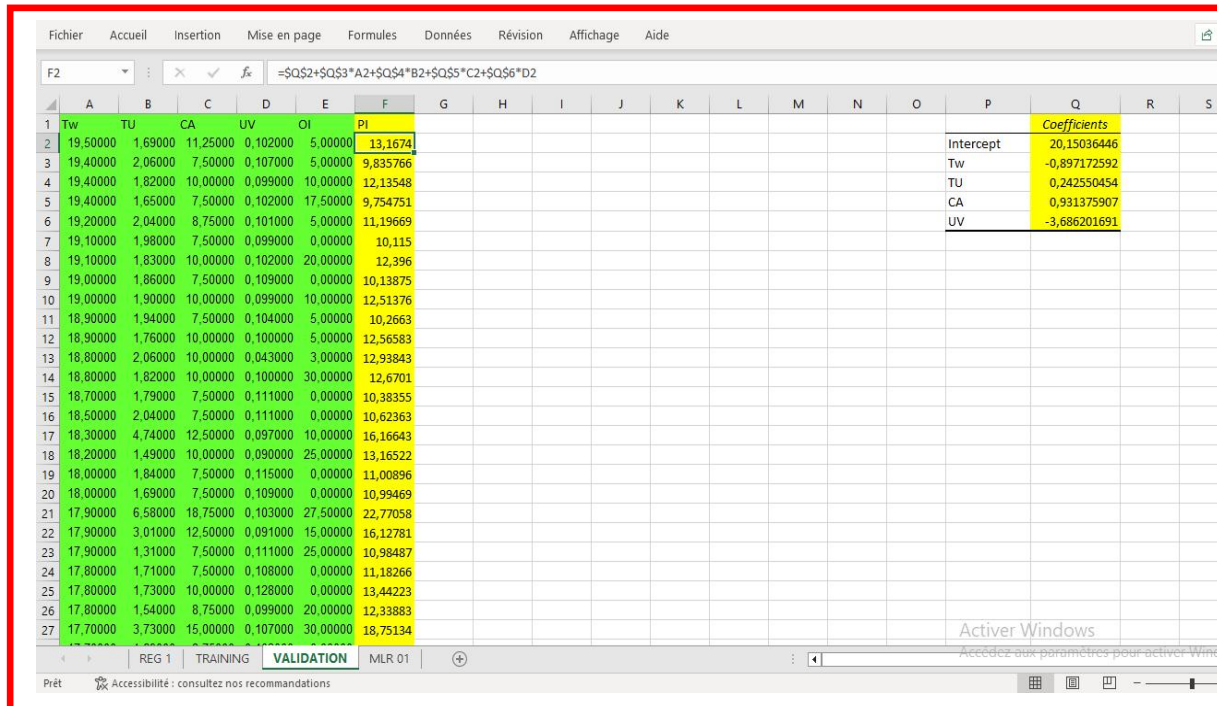 Fichier Accueil Insertion Mise en page Formules Données Révision Affichage Aide
F2 fx =$Q$2+$Q$3*A2+$Q$4*B2+$Q$5*C2+$Q$6*D2
A B C D E F G H I J K L M N O P Q R S
1 Tw TU CA UV OI PI Coefficients
2 19,50000 1,69000 11,25000 0,102000 5,00000 13,1674 Intercept 20,15036446
3 19,40000 2,06000 7,50000 0,107000 5,00000 9,835766 Tw -0,897172592
4 19,40000 1,82000 10,00000 0,099000 10,00000 12,13548 TU 0,242550454
5 19,40000 1,65000 7,50000 0,102000 17,50000 9,754751 CA 0,931375907
6 19,20000 2,04000 8,75000 0,101000 5,00000 11,19669 UV -3,686201691
7 19,10000 1,98000 7,50000 0,099000 0,00000 10,115
8 19,10000 1,83000 10,00000 0,102000 20,00000 12,396
9 19,00000 1,86000 7,50000 0,109000 0,00000 10,13875
10 19,00000 1,90000 10,00000 0,099000 10,00000 12,51376
11 18,90000 1,94000 7,50000 0,104000 5,00000 10,2663
12 18,90000 1,76000 10,00000 0,100000 5,00000 12,56583
13 18,80000 2,06000 10,00000 0,043000 3,00000 12,93843
14 18,80000 1,82000 10,00000 0,100000 30,00000 12,6701
15 18,70000 1,79000 7,50000 0,111000 0,00000 10,38355
16 18,50000 2,04000 7,50000 0,111000 0,00000 10,62363
17 18,30000 4,74000 12,50000 0,097000 10,00000 16,16643
18 18,20000 1,49000 10,00000 0,090000 25,00000 13,16522
19 18,00000 1,84000 7,50000 0,115000 0,00000 11,00896
20 18,00000 1,69000 7,50000 0,109000 0,00000 10,99469
21 17,90000 6,58000 18,75000 0,103000 27,50000 22,77058
22 17,90000 3,01000 12,50000 0,091000 15,00000 16,12781
23 17,90000 1,31000 7,50000 0,111000 25,00000 10,98487
24 17,80000 1,71000 7,50000 0,108000 0,00000 11,18266
25 17,80000 1,73000 10,00000 0,128000 0,00000 13,44223
26 17,80000 1,54000 8,75000 0,099000 20,00000 12,33883
27 17,70000 3,73000 15,00000 0,107000 30,00000 18,75134
Activer Windows
Accédez aux paramètres pour activer
REG 1 TRAINING VALIDATION MLR 01
Prêt Accessibilité : consultez nos recommandations